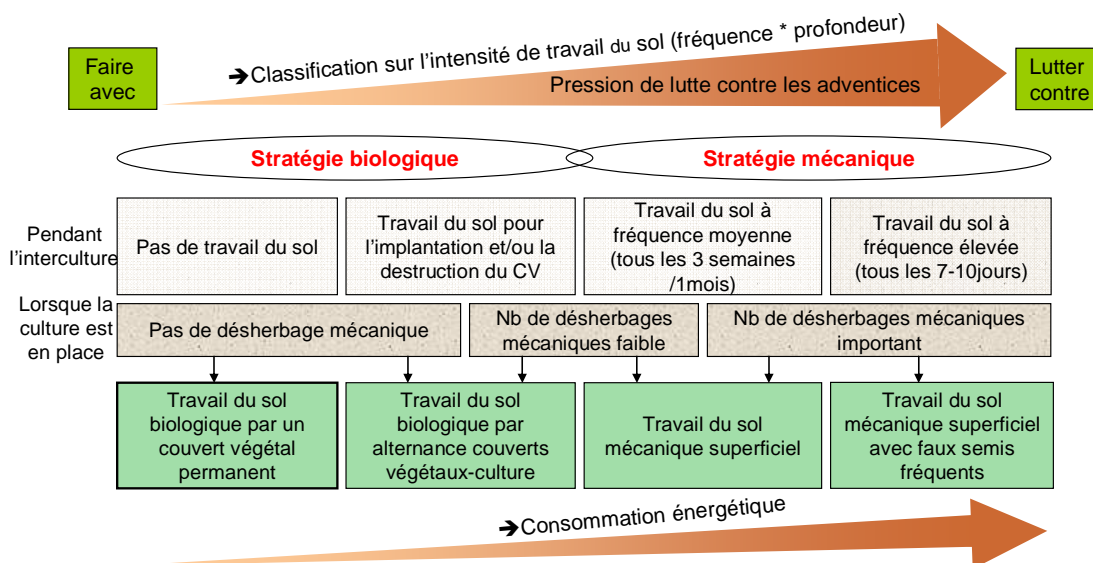 Faire
avec
➔Classification sur l'intensité de travail du sol (fréquence * profondeur)
Pression de lutte contre les adventices
Lutter
contre
Stratégie biologique
Stratégie mécanique
Pendant
l'interculture
Pas de travail du sol
Travail du sol pour
l'implantation et/ou la
destruction du CV
Travail du sol à
fréquence moyenne
(tous les 3 semaines
/1mois)
Travail du sol à
fréquence élevée
(tous les 7-10jours)
Lorsque la
culture est
en place
Pas de désherbage mécanique
Nb de désherbages
mécaniques faible
Nb de désherbages mécaniques
important
Travail du sol
biologique par un
couvert végétal
permanent
Travail du sol
biologique par
alternance couverts
végétaux-culture
Travail du sol
mécanique superficiel
Travail du sol
mécanique superficiel
avec faux semis
fréquents
➔Consommation énergétique